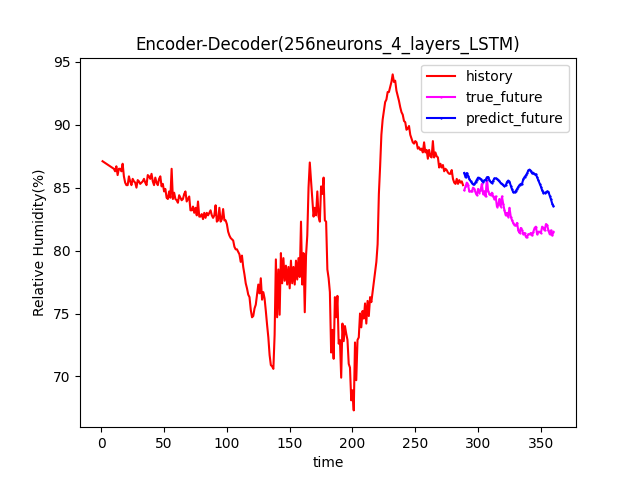 Encoder-Decoder(256neurons_4_layers_LSTM)
history
true_future
predict_future
Relative Humidity(%)
95
90
85
80
75
70
0 50 100 150 200 250 300 350
time